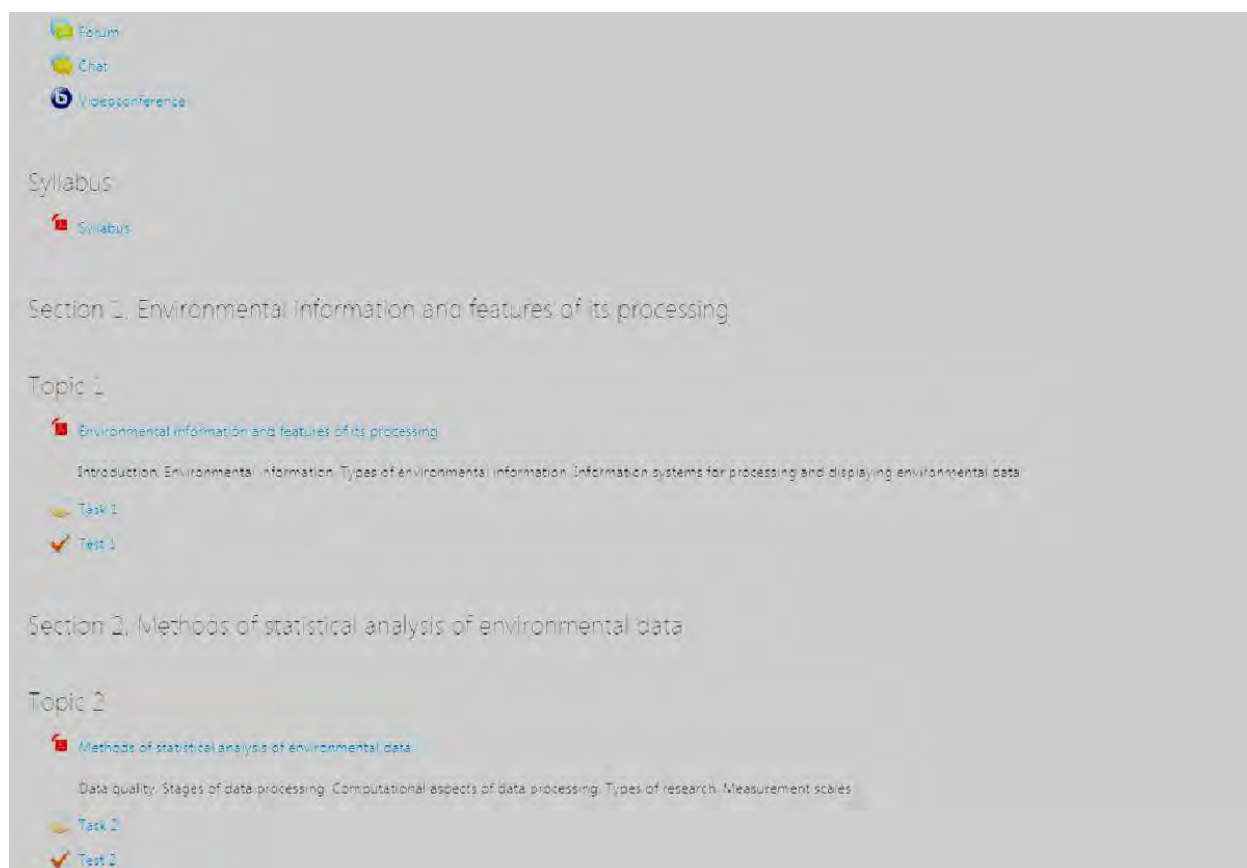 Forum
Chat
Videoconference
Syllabus
Syllabus
Section 1. Environmental information and features of its processing
Topic 1
Environmental information and features of its processing
Introduction. Environmental information. Types of environmental information. Information systems for processing and displaying environmental data
Task 1
Test 1
Section 2. Methods of statistical analysis of environmental data
Topic 2
Methods of statistical analysis of environmental data
Data quality. Stages of data processing. Computational aspects of data processing. Types of research. Measurement scales
Task 2
Test 2